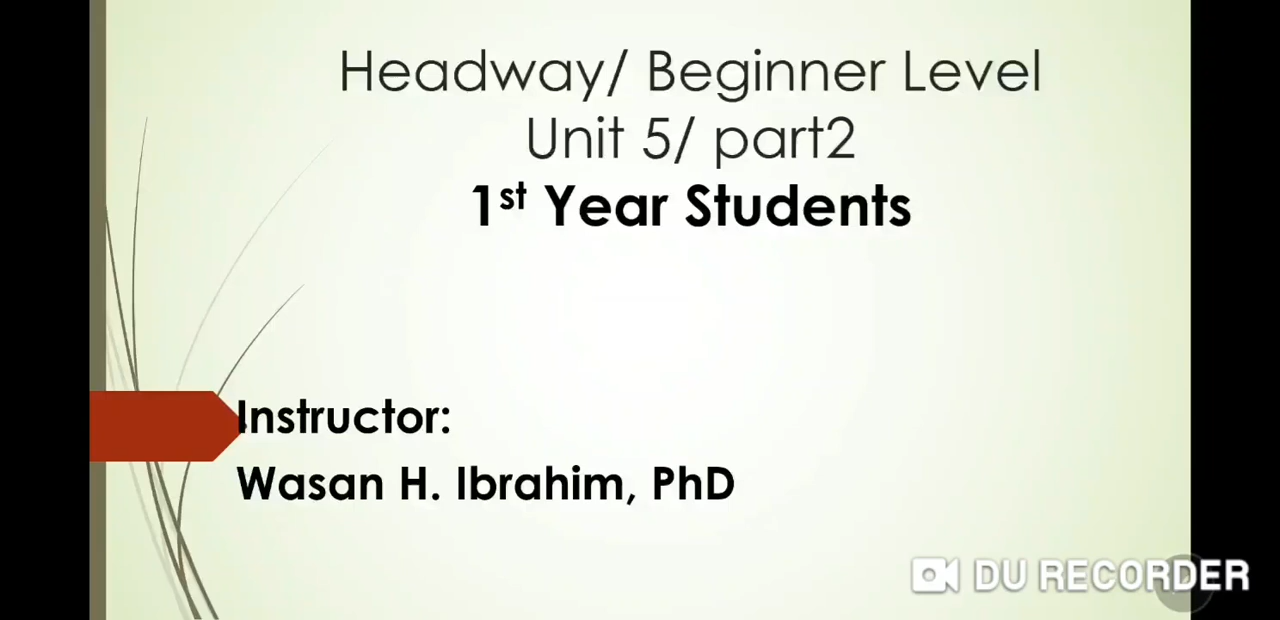 Headway/ Beginner Level
Unit 5/ part2
1st Year Students
Instructor:
Wasan H. Ibrahim, PhD
DU RECORDER